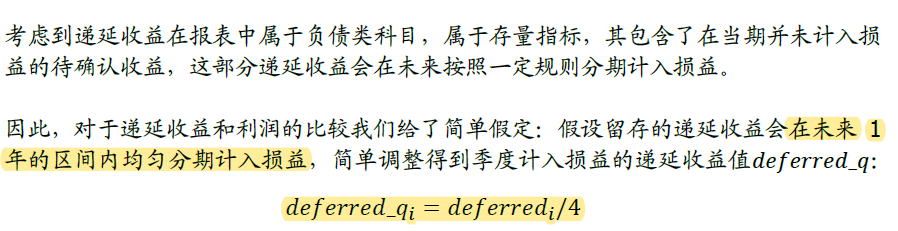 考虑到递延收益在报表中属于负债类科目，属于存量指标，其包含了在当期并未计入损
益的待确认收益，这部分递延收益会在未来按照一定规则分期计入损益。
因此，对于递延收益和利润的比较我们给了简单假定：假设留存的递延收益会在未来 1
年的区间内均匀分期计入损益，简单调整得到季度计入损益的递延收益值deferred_q:
deferred_qᵢ = deferredᵢ/4